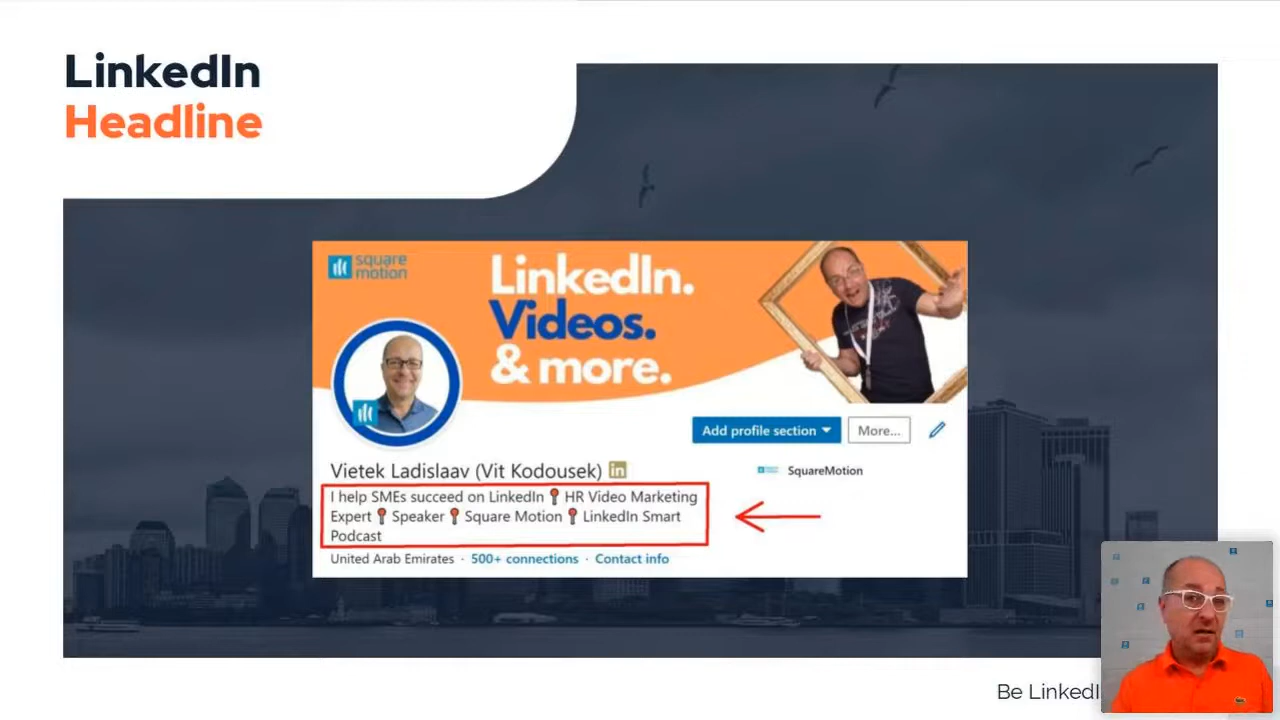 LinkedIn
Headline
square
motion
LinkedIn.
Videos.
& more.
Add profile section
More...
Vietek Ladislaav (Vit Kodousek) in
SquareMotion
I help SMEs succeed on LinkedIn 📍 HR Video Marketing
Expert 📍 Speaker 📍 Square Motion 📍 LinkedIn Smart
Podcast
United Arab Emirates · 500+ connections · Contact info
Be